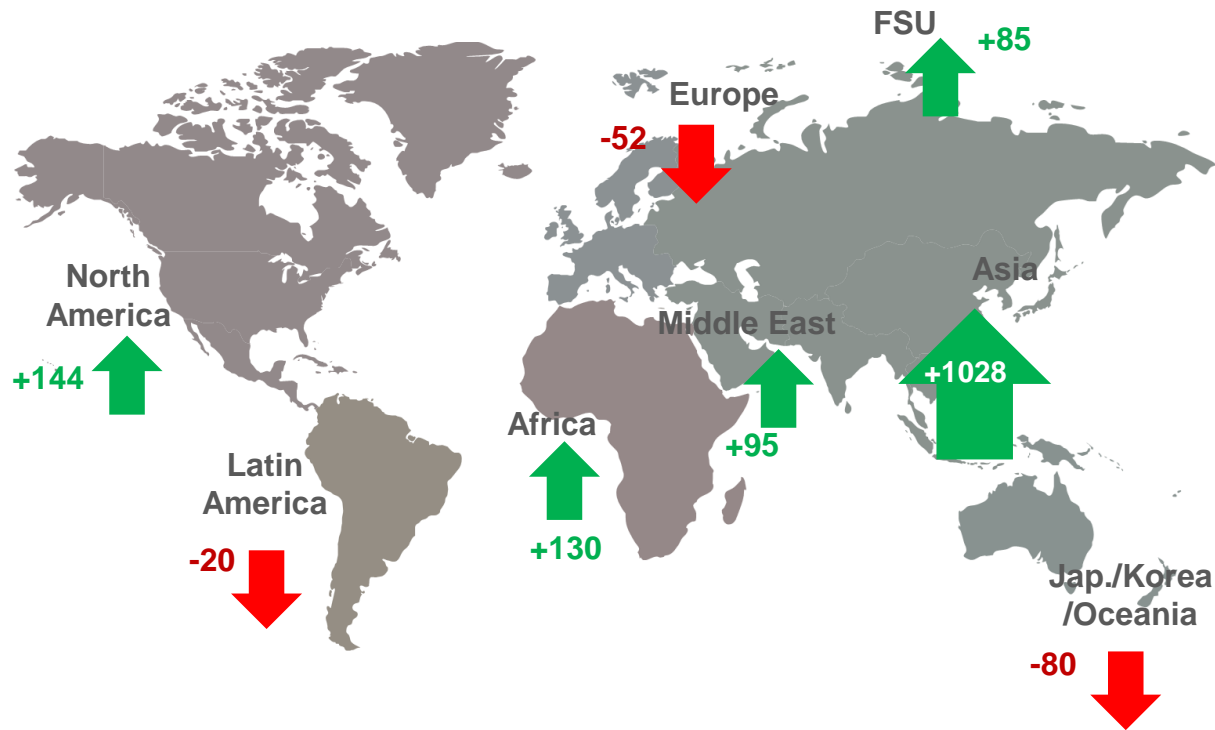 FSU
+85
Europe
-52
Asia
North
America
Middle East
+144
+1028
Africa
+95
Latin
America
+130
-20
Jap./Korea
/Oceania
-80